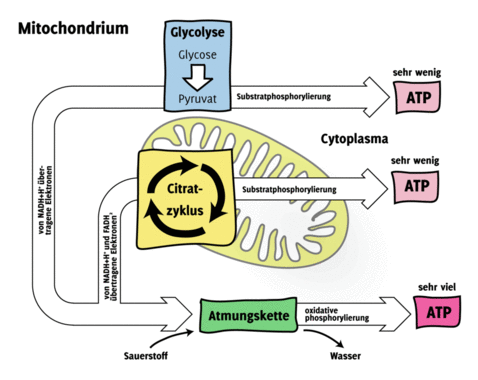 Mitochondrium
Glycolyse
Glycose
Pyruvat
Substratphosphorylierung
sehr wenig
ATP
Cytoplasma
Citrat-
zyklus
Substratphosphorylierung
sehr wenig
ATP
von NADH+H⁺ über-
tragene Elektronen
von NADH+H⁺ und FADH₂
übertragene Elektronen
Atmungskette
oxidative
phosphorylierung
sehr viel
ATP
Sauerstoff
Wasser